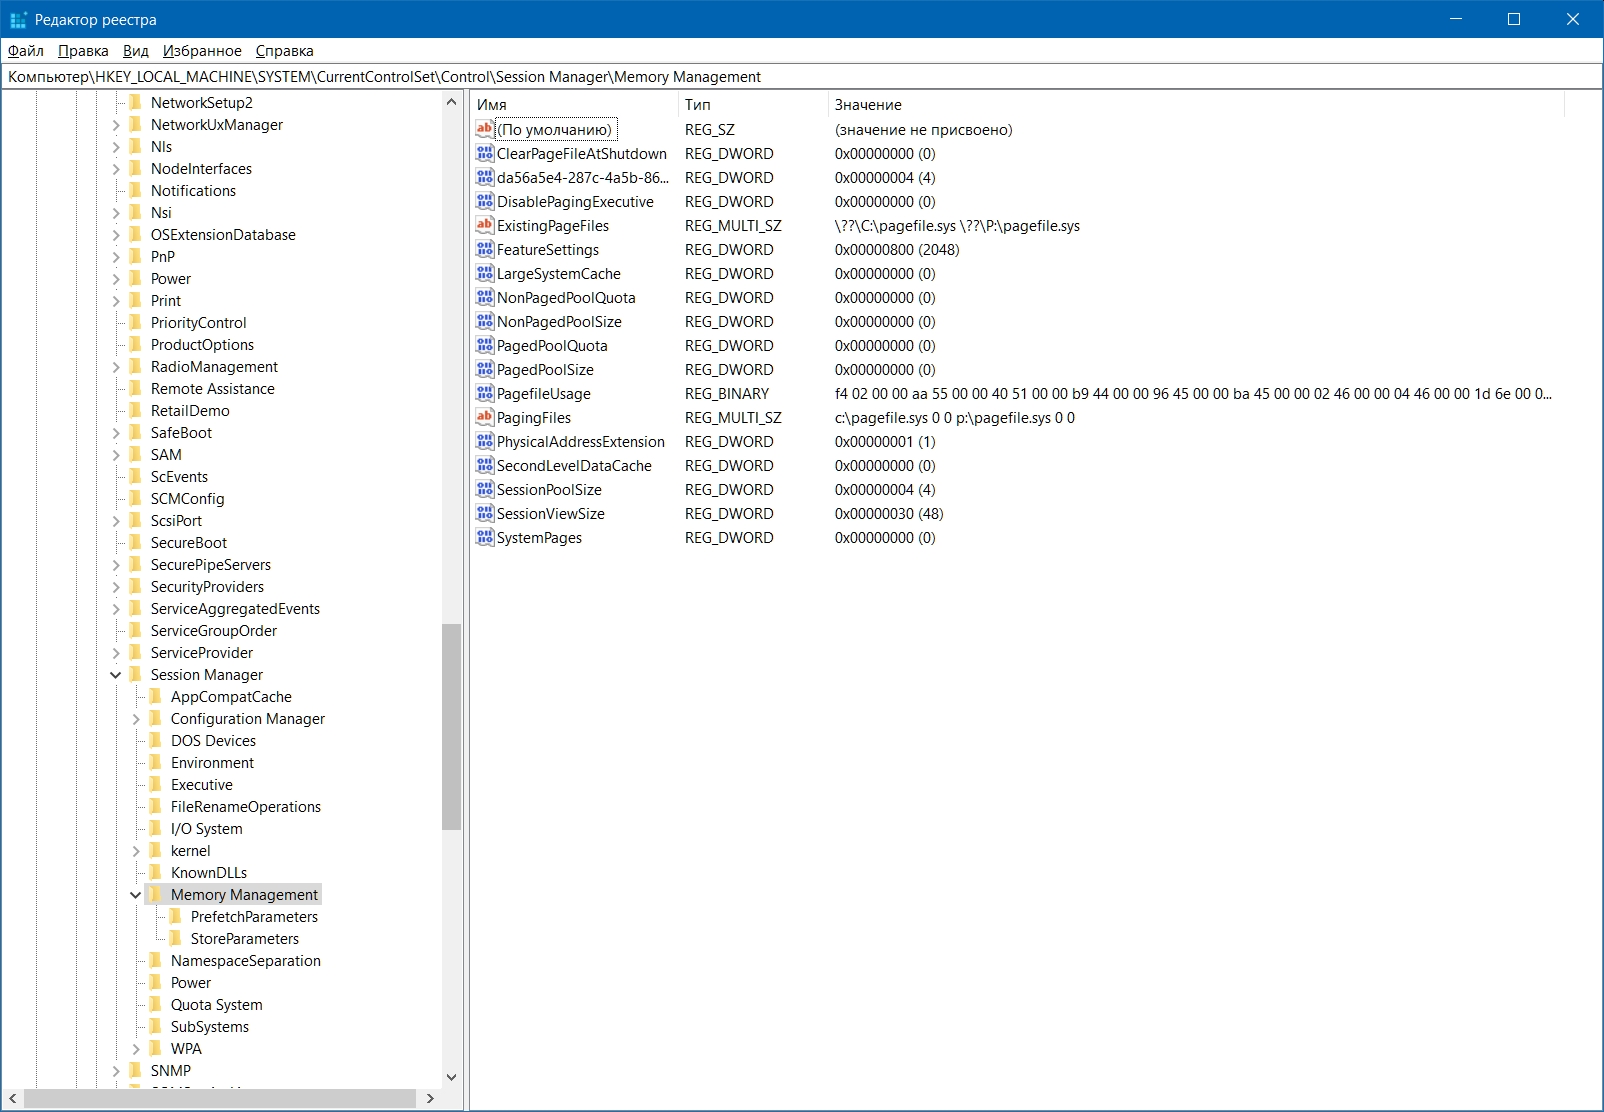 Редактор реестра
Файл Правка Вид Избранное Справка
Компьютер\HKEY_LOCAL_MACHINE\SYSTEM\CurrentControlSet\Control\Session Manager\Memory Management
NetworkSetup2
NetworkUxManager
Nls
NodeInterfaces
Notifications
Nsi
OSExtensionDatabase
PnP
Power
Print
PriorityControl
ProductOptions
RadioManagement
Remote Assistance
RetailDemo
SafeBoot
SAM
ScEvents
SCMConfig
ScsiPort
SecureBoot
SecurePipeServers
SecurityProviders
ServiceAggregatedEvents
ServiceGroupOrder
ServiceProvider
Session Manager
AppCompatCache
Configuration Manager
DOS Devices
Environment
Executive
FileRenameOperations
I/O System
kernel
KnownDLLs
Memory Management
PrefetchParameters
StoreParameters
NamespaceSeparation
Power
Quota System
SubSystems
WPA
SNMP
Имя Тип Значение
(По умолчанию) REG_SZ (значение не присвоено)
ClearPageFileAtShutdown REG_DWORD 0x00000000 (0)
da56a5e4-287c-4a5b-86... REG_DWORD 0x00000004 (4)
DisablePagingExecutive REG_DWORD 0x00000000 (0)
ExistingPageFiles REG_MULTI_SZ \??\C:\pagefile.sys \??\P:\pagefile.sys
FeatureSettings REG_DWORD 0x00000800 (2048)
LargeSystemCache REG_DWORD 0x00000000 (0)
NonPagedPoolQuota REG_DWORD 0x00000000 (0)
NonPagedPoolSize REG_DWORD 0x00000000 (0)
PagedPoolQuota REG_DWORD 0x00000000 (0)
PagedPoolSize REG_DWORD 0x00000000 (0)
PagefileUsage REG_BINARY f4 02 00 00 aa 55 00 00 40 51 00 00 b9 44 00 00 96 45 00 00 ba 45 00 00 02 46 00 00 04 46 00 00 1d 6e 00 0...
PagingFiles REG_MULTI_SZ c:\pagefile.sys 0 0 p:\pagefile.sys 0 0
PhysicalAddressExtension REG_DWORD 0x00000001 (1)
SecondLevelDataCache REG_DWORD 0x00000000 (0)
SessionPoolSize REG_DWORD 0x00000004 (4)
SessionViewSize REG_DWORD 0x00000030 (48)
SystemPages REG_DWORD 0x00000000 (0)